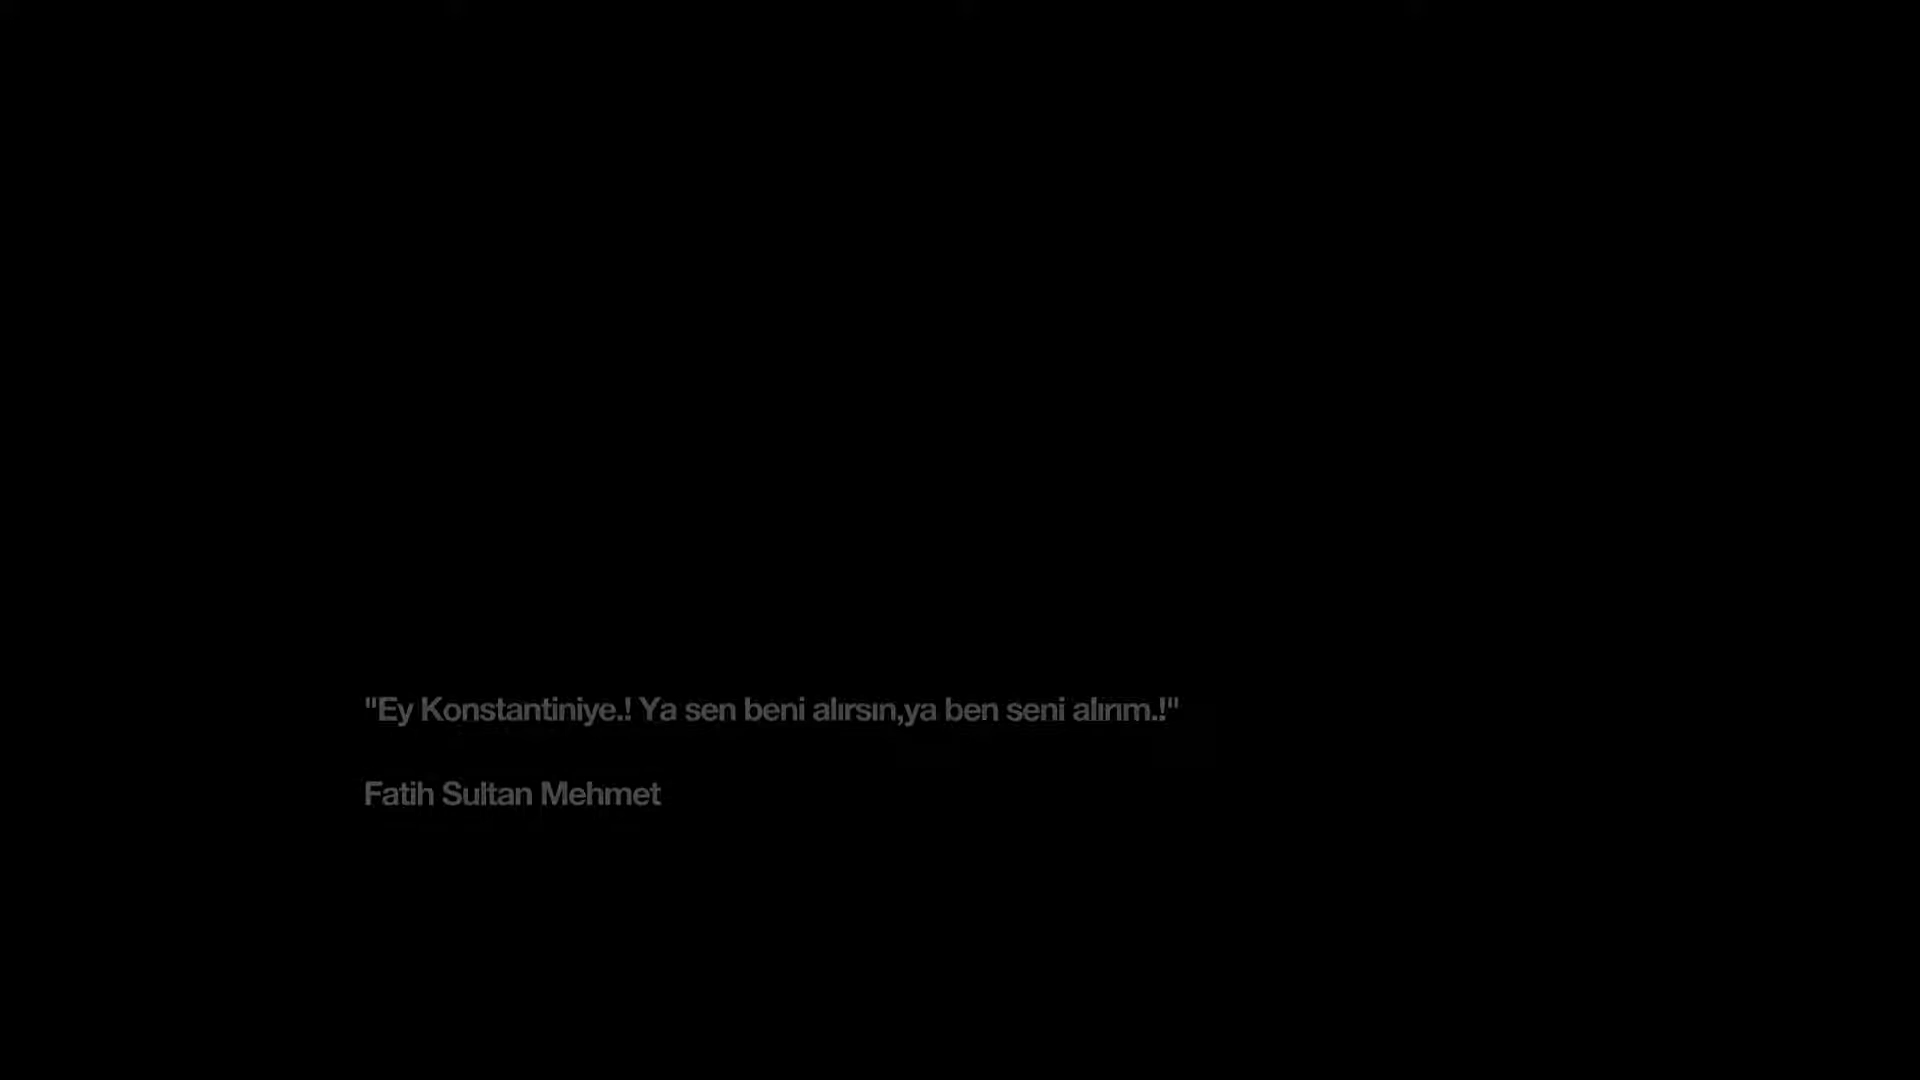 "Ey Konstantiniye.! Ya sen beni alırsın,ya ben seni alırım.!"
Fatih Sultan Mehmet